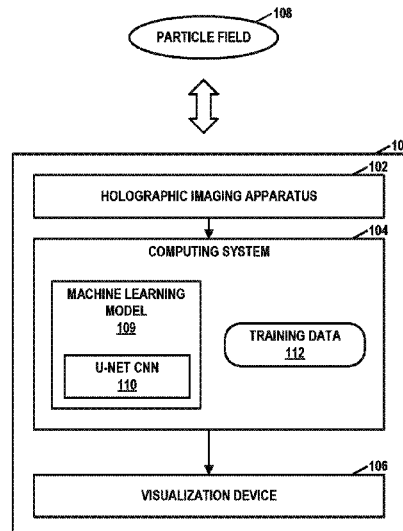 108
PARTICLE FIELD
10
102
HOLOGRAPHIC IMAGING APPARATUS
104
COMPUTING SYSTEM
MACHINE LEARNING
MODEL
109
U-NET CNN
110
TRAINING DATA
112
106
VISUALIZATION DEVICE